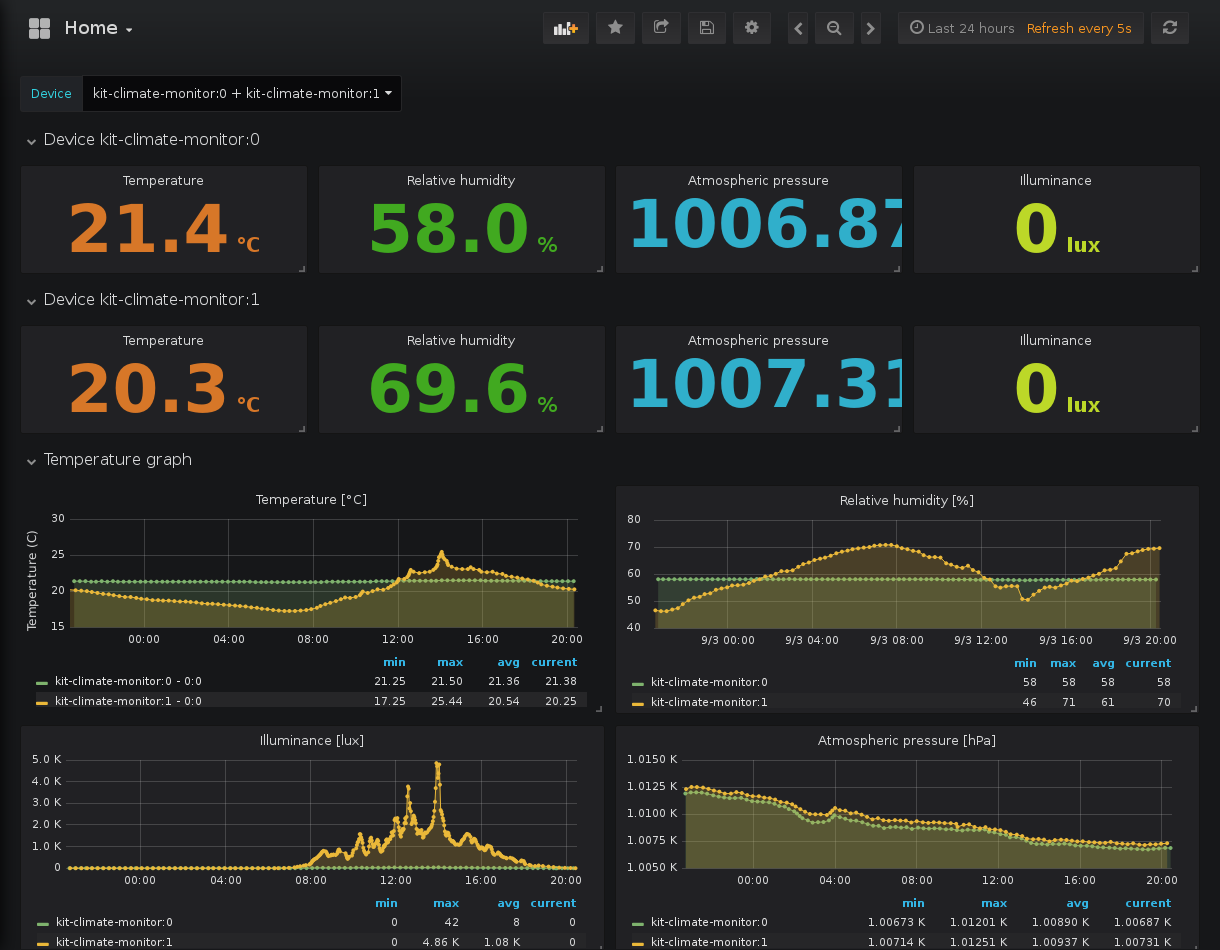 Home
Last 24 hours Refresh every 5s
Device kit-climate-monitor:0 + kit-climate-monitor:1
Device kit-climate-monitor:0
Temperature Relative humidity Atmospheric pressure Illuminance
21.4 °C 58.0 % 1006.87 0 lux
Device kit-climate-monitor:1
Temperature Relative humidity Atmospheric pressure Illuminance
20.3 °C 69.6 % 1007.31 0 lux
Temperature graph
Temperature [°C]
Temperature (C)
30
25
20
15
00:00 04:00 08:00 12:00 16:00 20:00
min max avg current
kit-climate-monitor:0 - 0:0 21.25 21.50 21.36 21.38
kit-climate-monitor:1 - 0:0 17.25 25.44 20.54 20.25
Relative humidity [%]
80
70
60
50
40
9/3 00:00 9/3 04:00 9/3 08:00 9/3 12:00 9/3 16:00 9/3 20:00
min max avg current
kit-climate-monitor:0 58 58 58 58
kit-climate-monitor:1 46 71 61 70
Illuminance [lux]
5.0 K
4.0 K
3.0 K
2.0 K
1.0 K
0
00:00 04:00 08:00 12:00 16:00 20:00
min max avg current
kit-climate-monitor:0 0 42 8 0
kit-climate-monitor:1 0 4.86 K 1.08 K 0
Atmospheric pressure [hPa]
1.0150 K
1.0125 K
1.0100 K
1.0075 K
1.0050 K
00:00 04:00 08:00 12:00 16:00 20:00
min max avg current
kit-climate-monitor:0 1.00673 K 1.01201 K 1.00890 K 1.00687 K
kit-climate-monitor:1 1.00714 K 1.01251 K 1.00937 K 1.00731 K